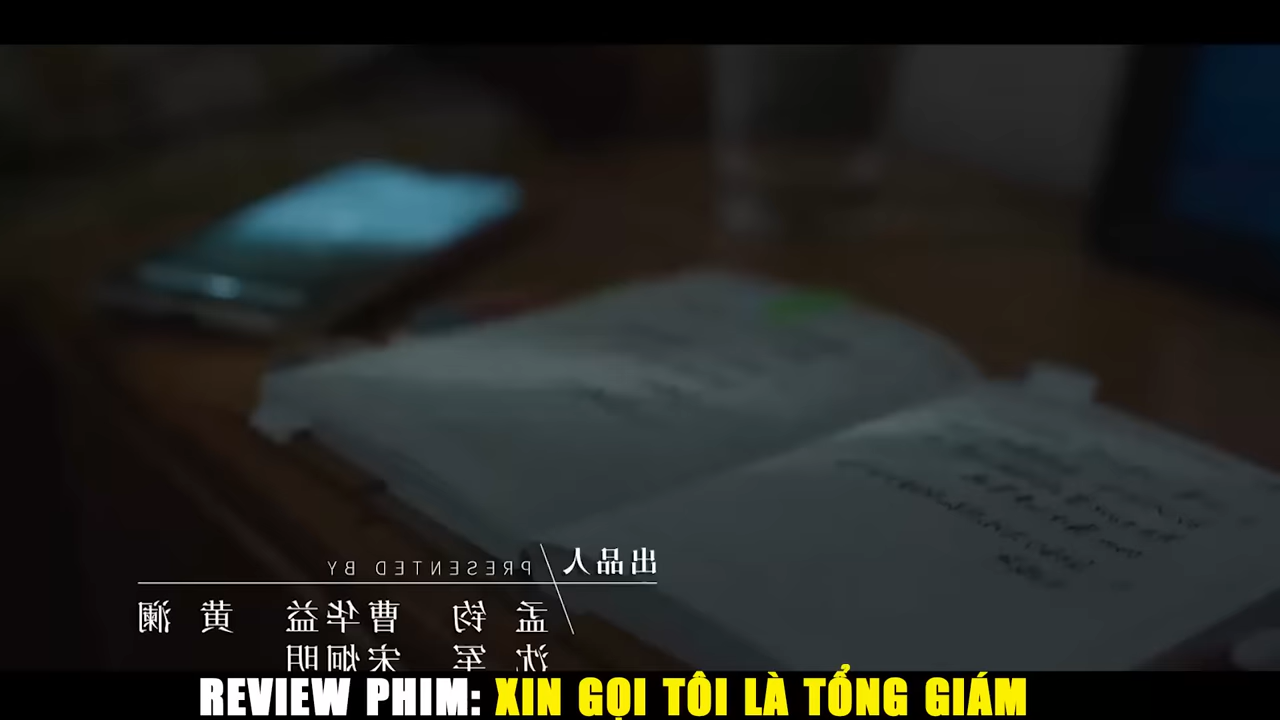 出品人 PRESENTED BY
孟 钧 曹华益 黄 澜
沈 军 宋炯明
REVIEW PHIM: XIN GỌI TÔI LÀ TỔNG GIÁM